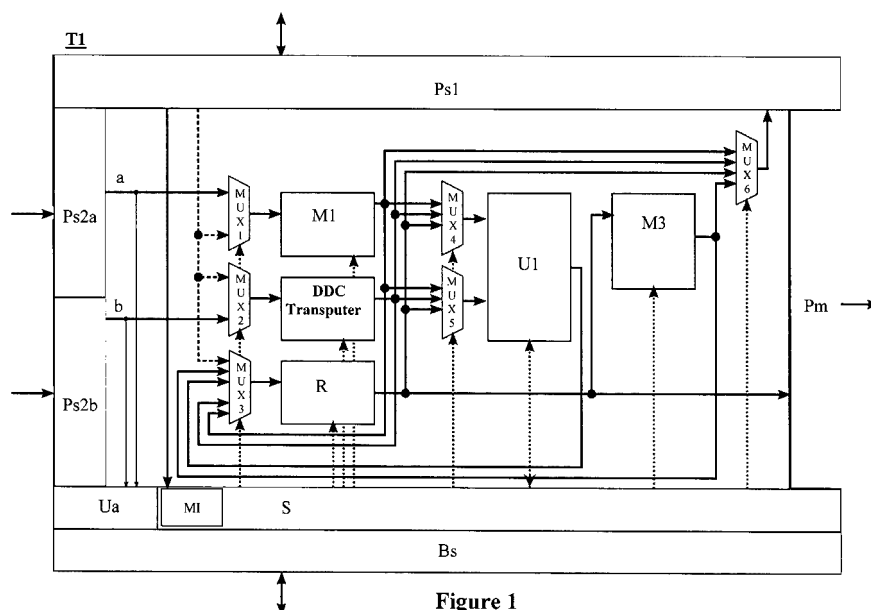 T1
Ps1
Ps2a
Ps2b
a
b
MUX1
MUX2
MUX3
M1
DDC
Transputer
R
MUX4
MUX5
U1
M3
MUX6
Pm
Ua
MI
S
Bs
Figure 1